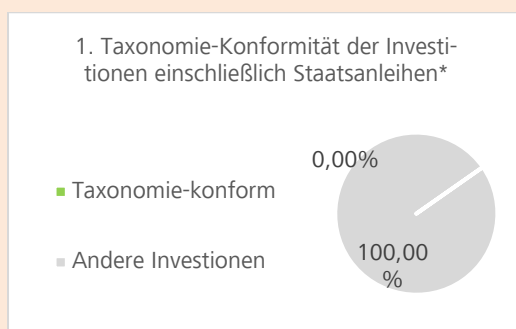 1. Taxonomie-Konformität der Investi-
tionen einschließlich Staatsanleihen*
0,00%
Taxonomie-konform
Andere Investionen
100,00
%